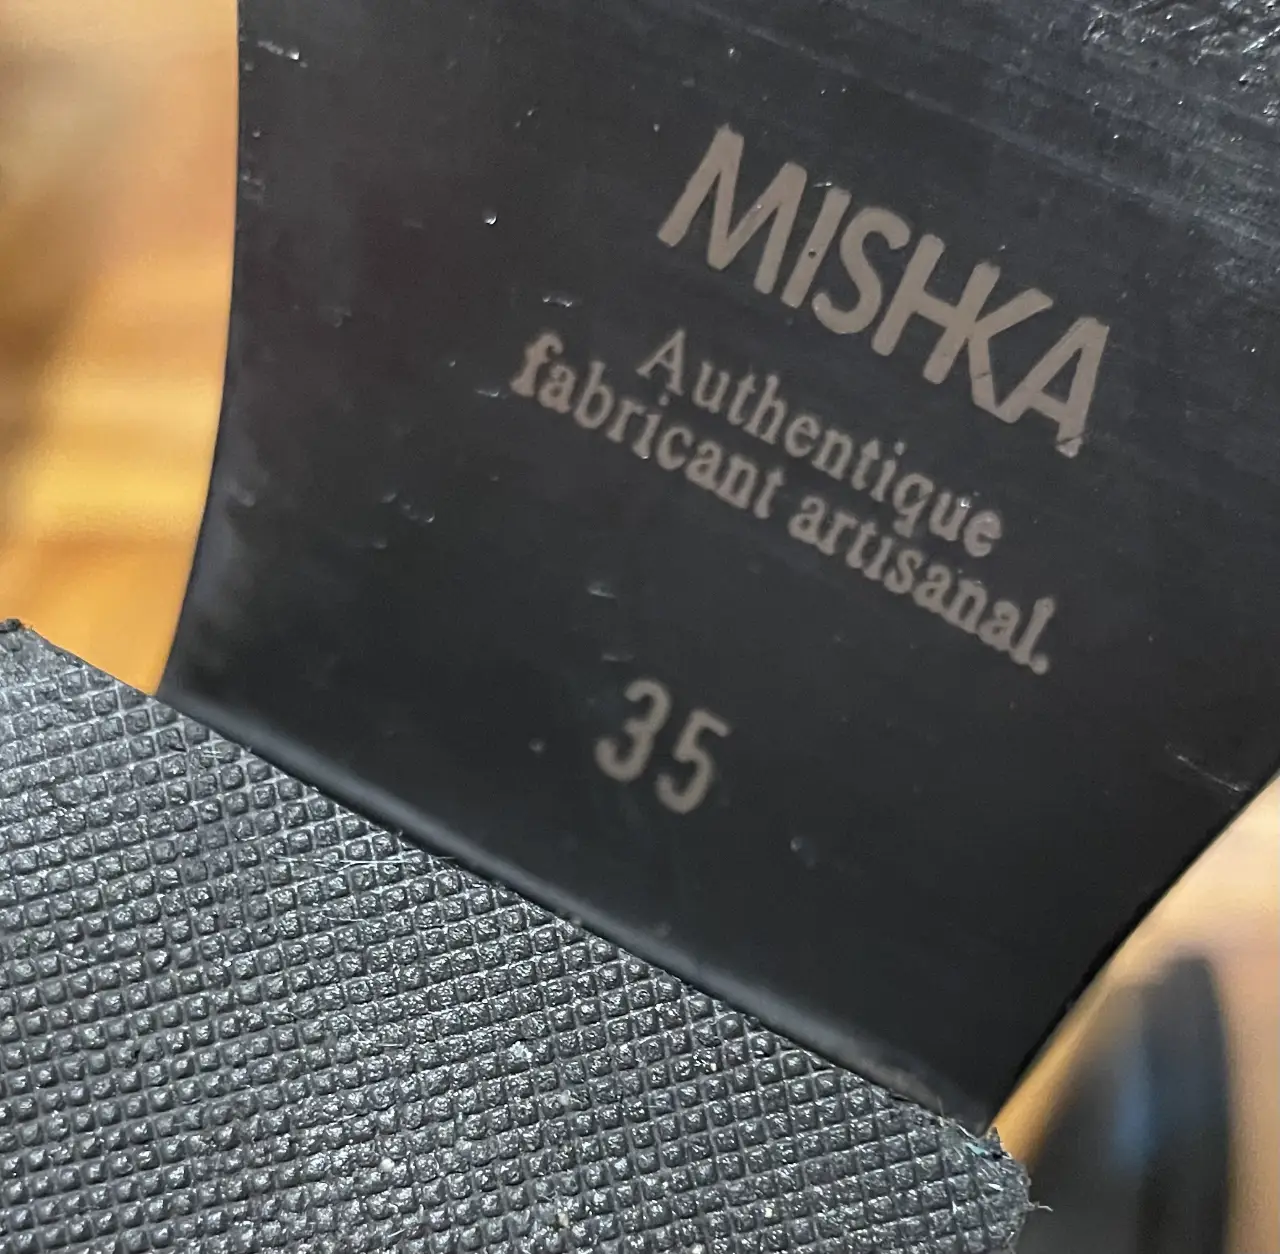 MISHKA
Authentique
fabricant artisanal.
35